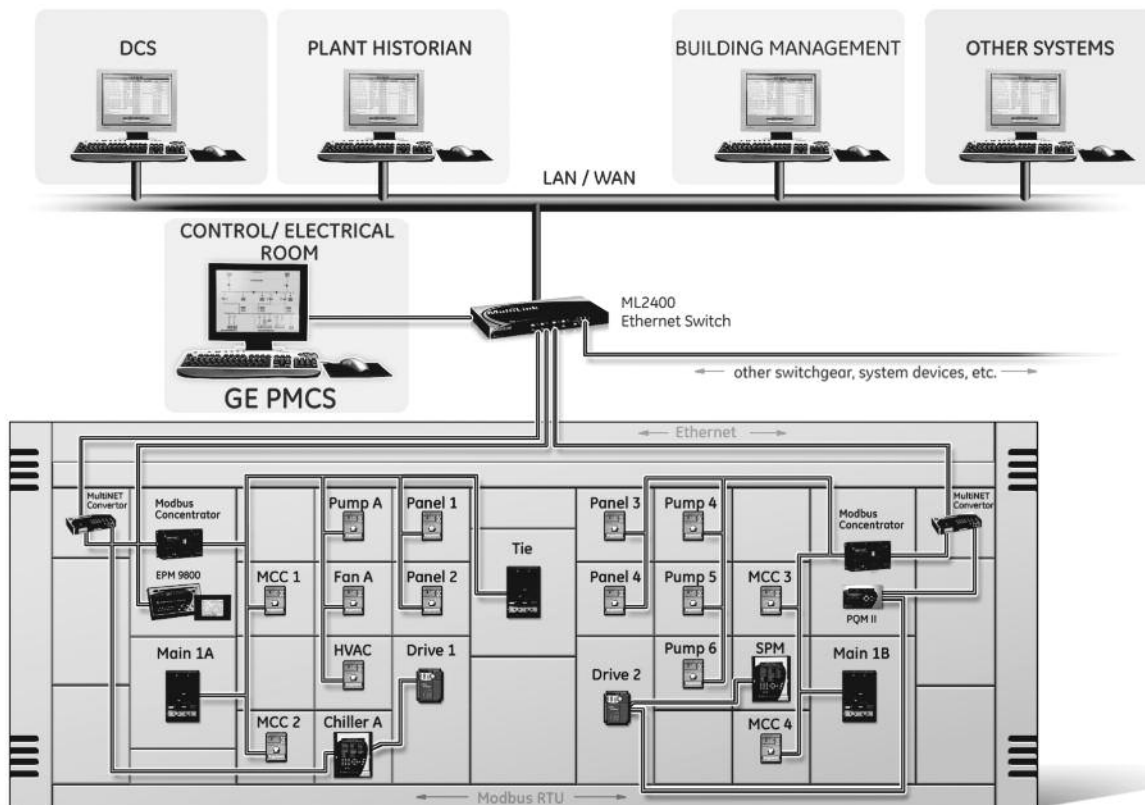 DCS
PLANT HISTORIAN
BUILDING MANAGEMENT
OTHER SYSTEMS
LAN / WAN
CONTROL/ ELECTRICAL
ROOM
GE PMCS
MultiLink
ML2400
Ethernet Switch
other switchgear, system devices, etc.
Ethernet
MultiNET
Convertor
Modbus
Concentrator
EPM 9800
Main 1A
MCC 1
MCC 2
Pump A
Fan A
HVAC
Chiller A
Panel 1
Panel 2
Drive 1
Tie
Panel 3
Panel 4
Drive 2
Pump 4
Pump 5
Pump 6
MCC 3
SPM
MCC 4
Modbus
Concentrator
PQM II
Main 1B
MultiNET
Convertor
Modbus RTU